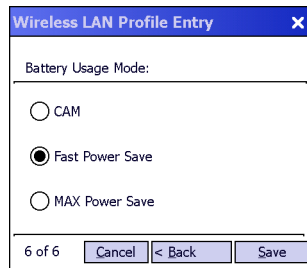 Wireless LAN Profile Entry
Battery Usage Mode:
CAM
Fast Power Save
MAX Power Save
6 of 6 Cancel < Back Save